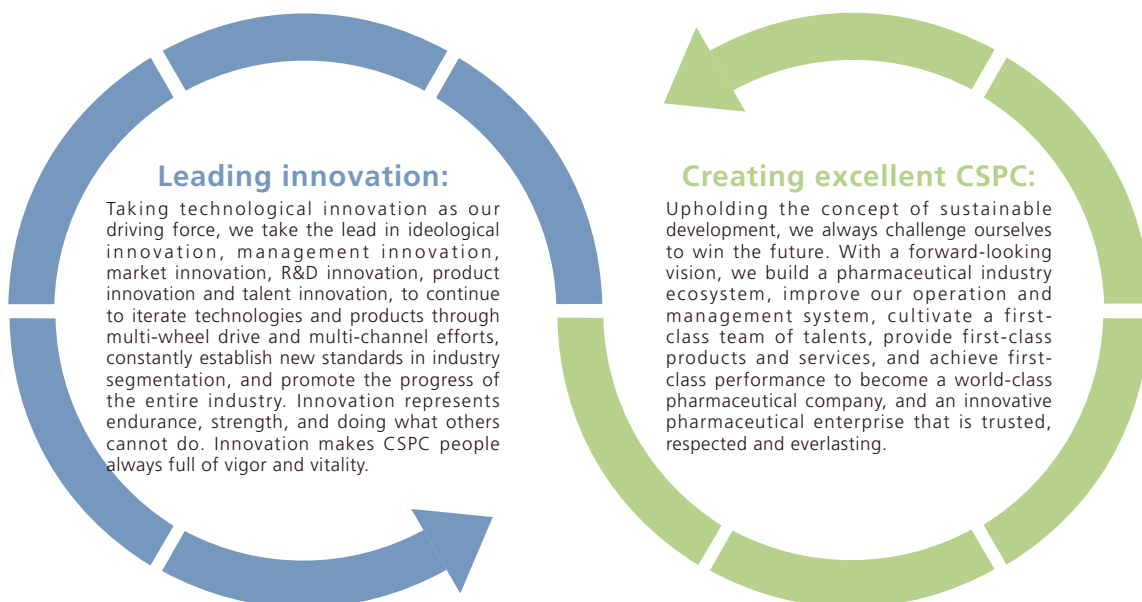 Leading innovation:
Taking technological innovation as our
driving force, we take the lead in ideological
innovation, management innovation,
market innovation, R&D innovation, product
innovation and talent innovation, to continue
to iterate technologies and products through
multi-wheel drive and multi-channel efforts,
constantly establish new standards in industry
segmentation, and promote the progress of
the entire industry. Innovation represents
endurance, strength, and doing what others
cannot do. Innovation makes CSPC people
always full of vigor and vitality.
Creating excellent CSPC:
Upholding the concept of sustainable
development, we always challenge ourselves
to win the future. With a forward-looking
vision, we build a pharmaceutical industry
ecosystem, improve our operation and
management system, cultivate a first-
class team of talents, provide first-class
products and services, and achieve first-
class performance to become a world-class
pharmaceutical company, and an innovative
pharmaceutical enterprise that is trusted,
respected and everlasting.